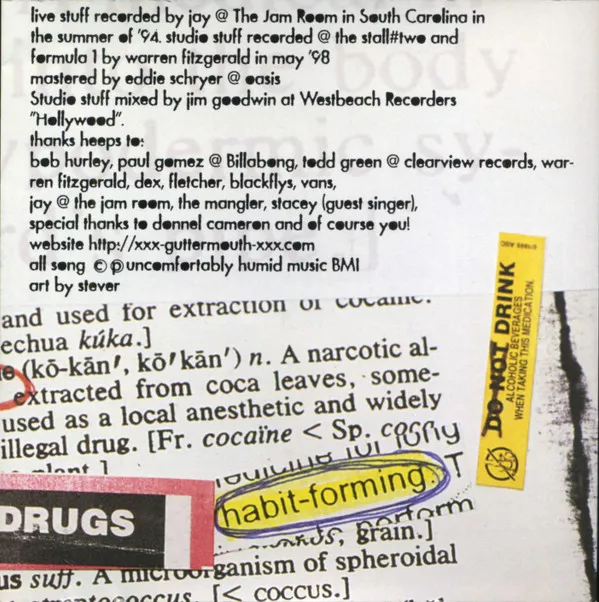 live stuff recorded by jay @ The Jam Room in South Carolina in
the summer of '94. studio stuff recorded @ the stall#two and
formula 1 by warren fitzgerald in may '98
mastered by eddie schryer @ oasis
Studio stuff mixed by jim goodwin at Westbeach Recorders
"Hollywood".
thanks heeps to:
bob hurley, paul gomez @ Billabong, todd green @ clearview records, war-
ren fitzgerald, dex, fletcher, blackflys, vans,
jay @ the jam room, the mangler, stacey (guest singer),
special thanks to donnel cameron and of course you!
website http://xxx-guttermouth-xxx.com
all song © ℗ uncomfortably humid music BMI
art by stever
DO NOT DRINK
ALCOHOLIC BEVERAGES
WHEN TAKING THIS MEDICATION.
and used for extraction of cocaine.
echua kúka.]
(kō-kān′, kō′kān′) n. A narcotic al-
extracted from coca leaves, some-
used as a local anesthetic and widely
illegal drug. [Fr. cocaïne < Sp.
plant.]
habit-forming. T
DRUGS
perform
grain.]
us suff. A microorganism of spheroidal
streptococcus. [< COCCUS.]